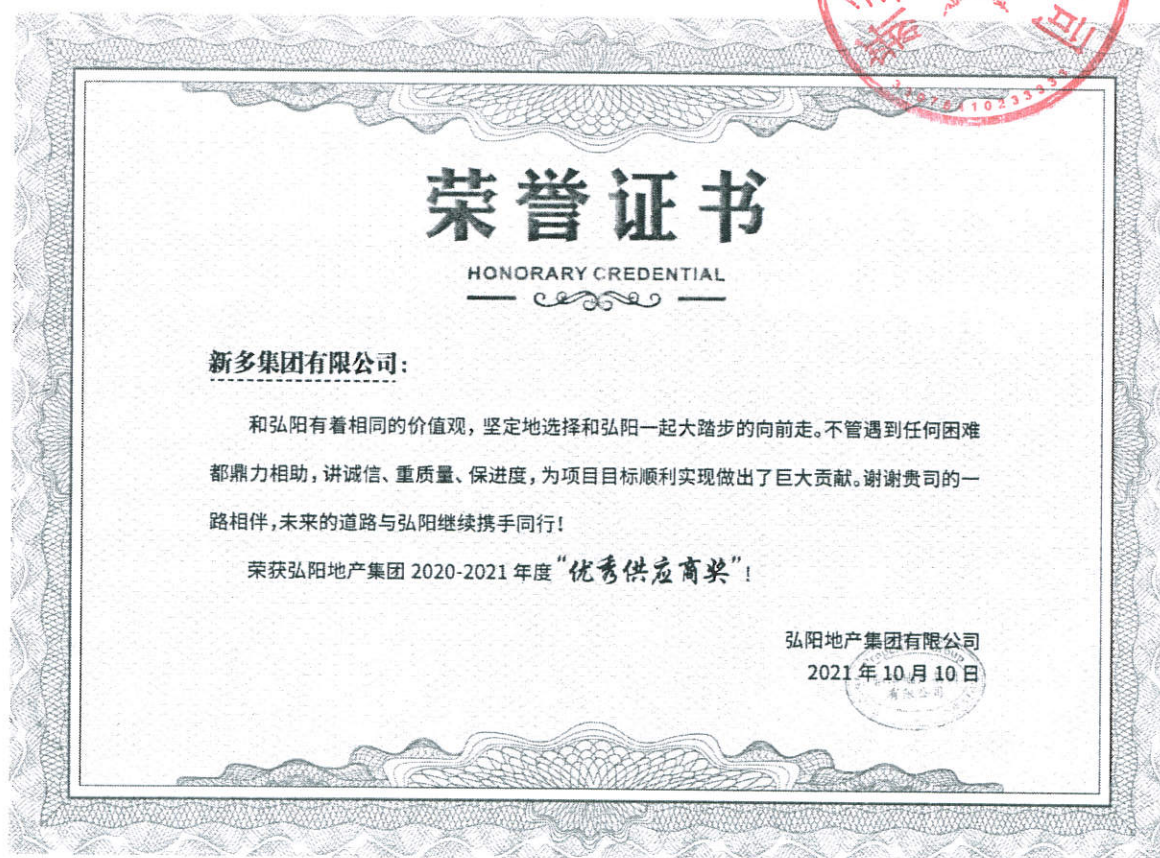 荣誉证书
HONORARY CREDENTIAL
新多集团有限公司:
和弘阳有着相同的价值观，坚定地选择和弘阳一起大踏步的向前走。不管遇到任何困难
都鼎力相助，讲诚信、重质量、保进度，为项目目标顺利实现做出了巨大贡献。谢谢贵司的一
路相伴，未来的道路与弘阳继续携手同行！
荣获弘阳地产集团 2020-2021 年度“优秀供应商奖”！
弘阳地产集团有限公司
2021 年 10 月 10 日
有限公司